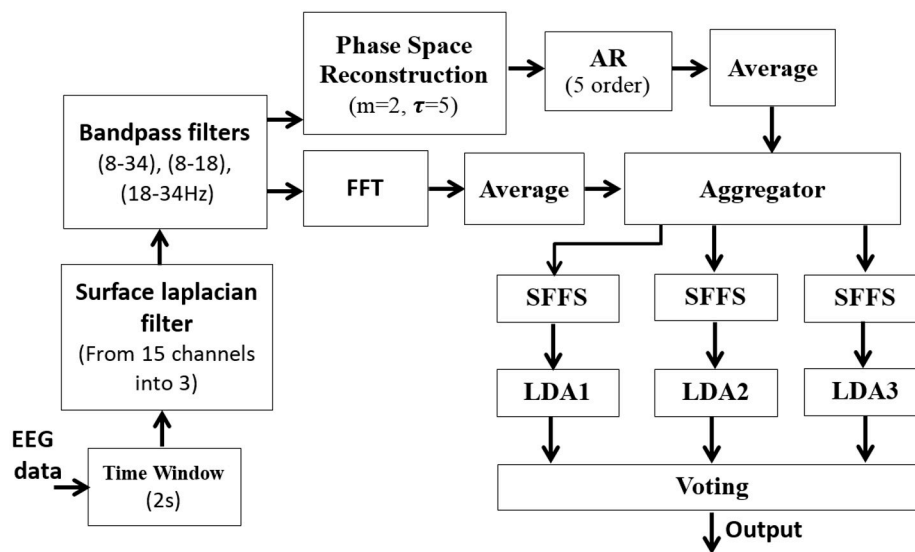 Phase Space
Reconstruction
(m=2, τ=5)
AR
(5 order)
Average
Bandpass filters
(8-34), (8-18),
(18-34Hz)
FFT
Average
Aggregator
Surface laplacian
filter
(From 15 channels
into 3)
SFFS
SFFS
SFFS
LDA1
LDA2
LDA3
EEG
data
Time Window
(2s)
Voting
Output